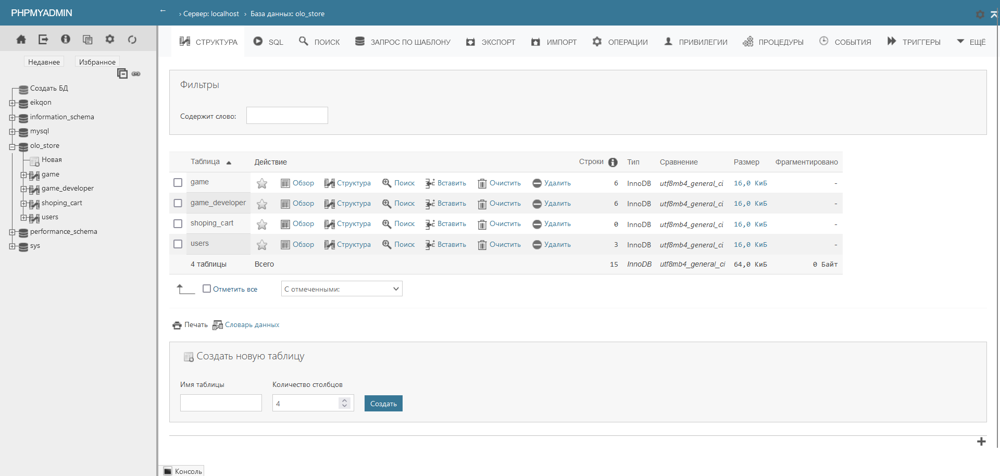 PHPMYADMIN
← › Сервер: localhost › База данных: olo_store
СТРУКТУРА SQL ПОИСК ЗАПРОС ПО ШАБЛОНУ ЭКСПОРТ ИМПОРТ ОПЕРАЦИИ ПРИВИЛЕГИИ ПРОЦЕДУРЫ СОБЫТИЯ ТРИГГЕРЫ ЕЩЁ
Недавнее Избранное
Создать БД
eikqon
information_schema
mysql
olo_store
Новая
game
game_developer
shoping_cart
users
performance_schema
sys
Фильтры
Содержит слово:
Таблица Действие Строки Тип Сравнение Размер Фрагментировано
game Обзор Структура Поиск Вставить Очистить Удалить 6 InnoDB utf8mb4_general_ci 16,0 КиБ -
game_developer Обзор Структура Поиск Вставить Очистить Удалить 6 InnoDB utf8mb4_general_ci 16,0 КиБ -
shoping_cart Обзор Структура Поиск Вставить Очистить Удалить 0 InnoDB utf8mb4_general_ci 16,0 КиБ -
users Обзор Структура Поиск Вставить Очистить Удалить 3 InnoDB utf8mb4_general_ci 16,0 КиБ -
4 таблицы Всего 15 InnoDB utf8mb4_general_ci 64,0 КиБ 0 Байт
Отметить все С отмеченными:
Печать Словарь данных
Создать новую таблицу
Имя таблицы Количество столбцов
4 Создать
Консоль